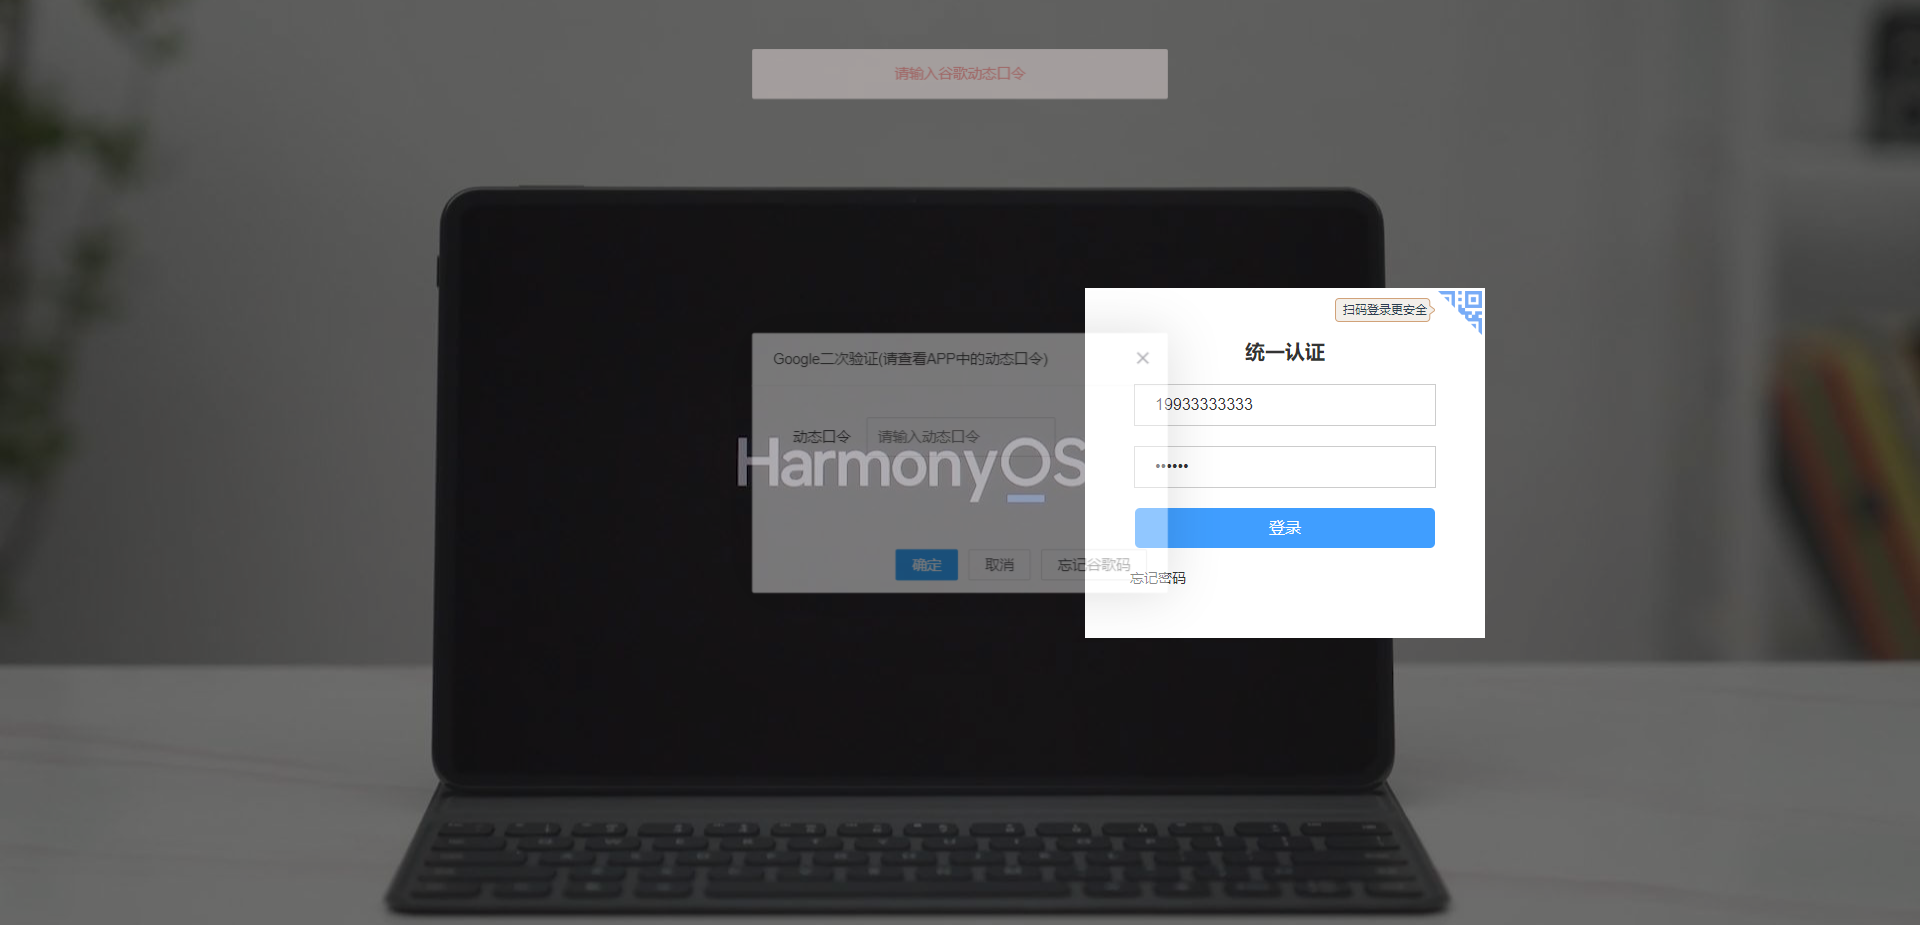 请输入谷歌动态口令
扫码登录更安全
统一认证
Google二次验证(请查看APP中的动态口令)
19933333333
动态口令
请输入动态口令
HarmonyOS
••••••
登录
确定
取消
忘记谷歌码
忘记密码